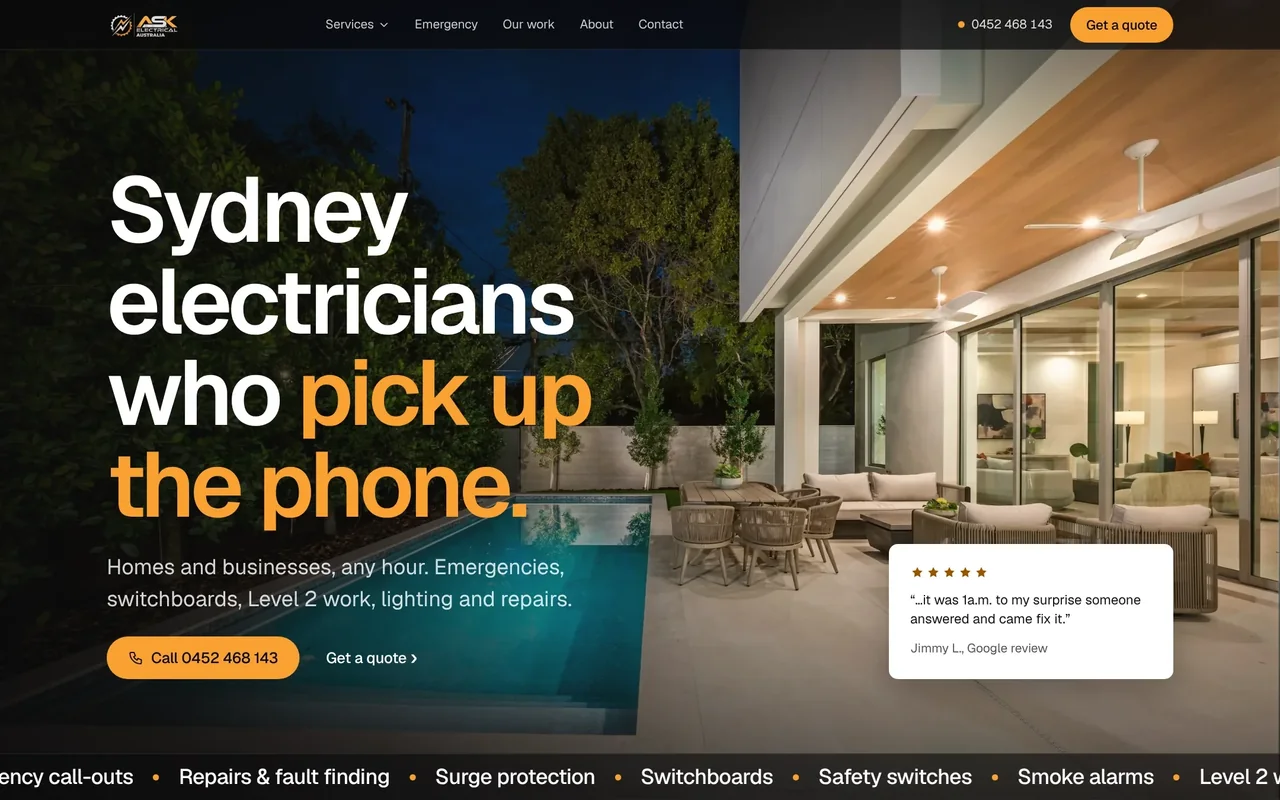 ASK
ELECTRICAL
AUSTRALIA
Services
Emergency
Our work
About
Contact
0452 468 143
Get a quote
Sydney
electricians
who pick up
the phone.
Homes and businesses, any hour. Emergencies,
switchboards, Level 2 work, lighting and repairs.
Call 0452 468 143
Get a quote ›
“…it was 1a.m. to my surprise someone
answered and came fix it.”
Jimmy L., Google review
ency call-outs • Repairs & fault finding • Surge protection • Switchboards • Safety switches • Smoke alarms • Level 2 w